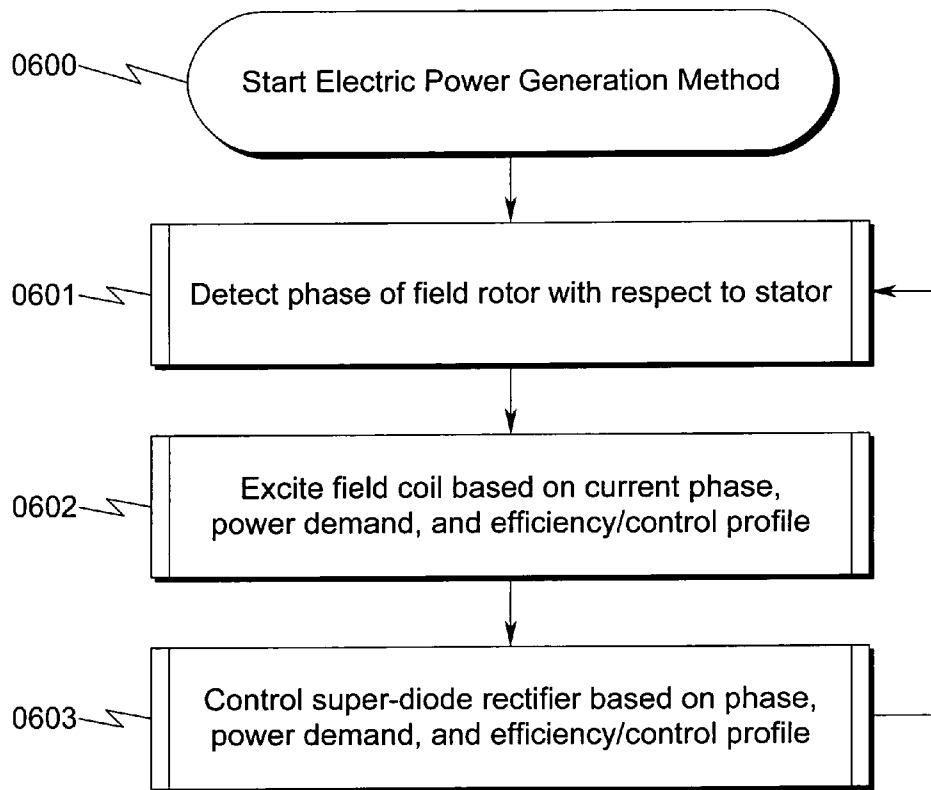 0600
Start Electric Power Generation Method
0601
Detect phase of field rotor with respect to stator
0602
Excite field coil based on current phase,
power demand, and efficiency/control profile
0603
Control super-diode rectifier based on phase,
power demand, and efficiency/control profile